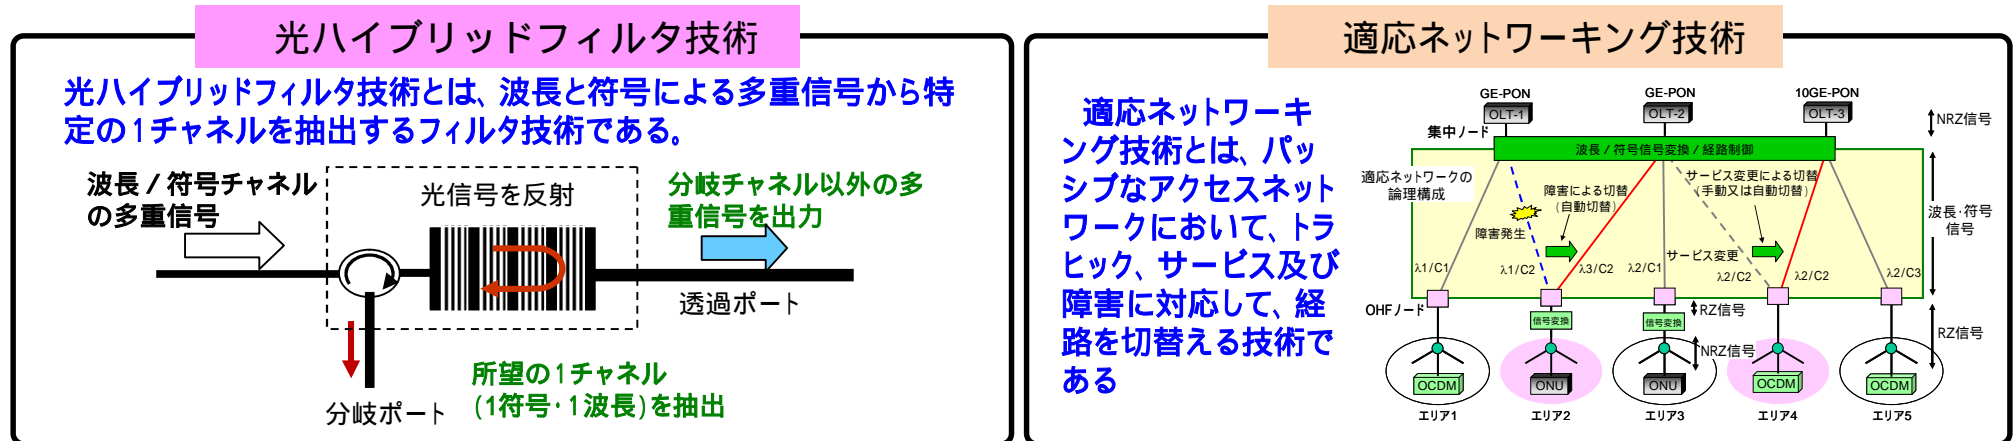 光ハイブリッドフィルタ技術
光ハイブリッドフィルタ技術とは、波長と符号による多重信号から特
定の1チャネルを抽出するフィルタ技術である。
波長/符号チャネル
の多重信号
光信号を反射
分岐チャネル以外の多
重信号を出力
透過ポート
所望の1チャネル
(1符号・1波長)を抽出
分岐ポート
適応ネットワーキング技術
適応ネットワーキ
ング技術とは、パッ
シブなアクセスネット
ワークにおいて、トラ
ヒック、サービス及び
障害に対応して、経
路を切替える技術で
ある
GE-PON
GE-PON
10GE-PON
OLT-1
OLT-2
OLT-3
NRZ信号
集中ノード
波長/符号信号変換/経路制御
適応ネットワークの
論理構成
障害による切替
(自動切替)
サービス変更による切替
(手動又は自動切替)
障害発生
サービス変更
波長・符号
信号
λ1/C1
λ1/C2
λ3/C2
λ2/C1
λ2/C2
λ2/C2
λ2/C3
OHFノード
RZ信号
信号変換
信号変換
RZ信号
NRZ信号
OCDM
ONU
ONU
OCDM
OCDM
エリア1
エリア2
エリア3
エリア4
エリア5